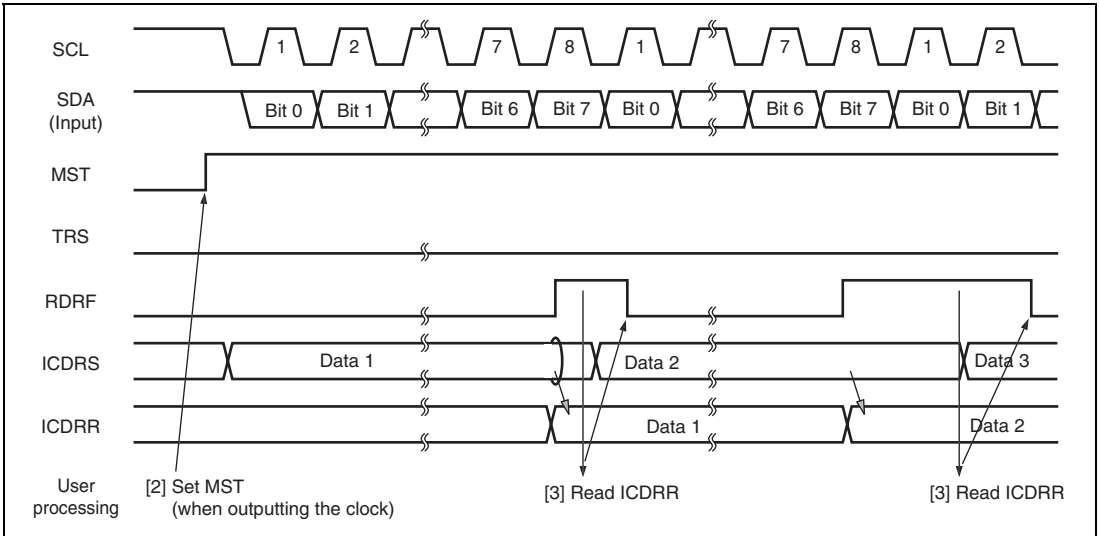 SCL 1 2 7 8 1 7 8 1 2
SDA
(Input)
Bit 0 Bit 1 Bit 6 Bit 7 Bit 0 Bit 6 Bit 7 Bit 0 Bit 1
MST
TRS
RDRF
ICDRS Data 1 Data 2 Data 3
ICDRR Data 1 Data 2
User
processing
[2] Set MST
(when outputting the clock)
[3] Read ICDRR
[3] Read ICDRR